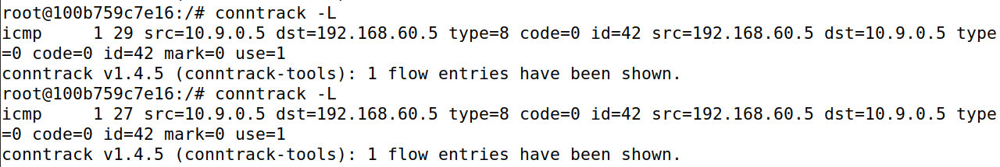 root@100b759c7e16:/# conntrack -L
icmp     1 29 src=10.9.0.5 dst=192.168.60.5 type=8 code=0 id=42 src=192.168.60.5 dst=10.9.0.5 type
=0 code=0 id=42 mark=0 use=1
conntrack v1.4.5 (conntrack-tools): 1 flow entries have been shown.
root@100b759c7e16:/# conntrack -L
icmp     1 27 src=10.9.0.5 dst=192.168.60.5 type=8 code=0 id=42 src=192.168.60.5 dst=10.9.0.5 type
=0 code=0 id=42 mark=0 use=1
conntrack v1.4.5 (conntrack-tools): 1 flow entries have been shown.